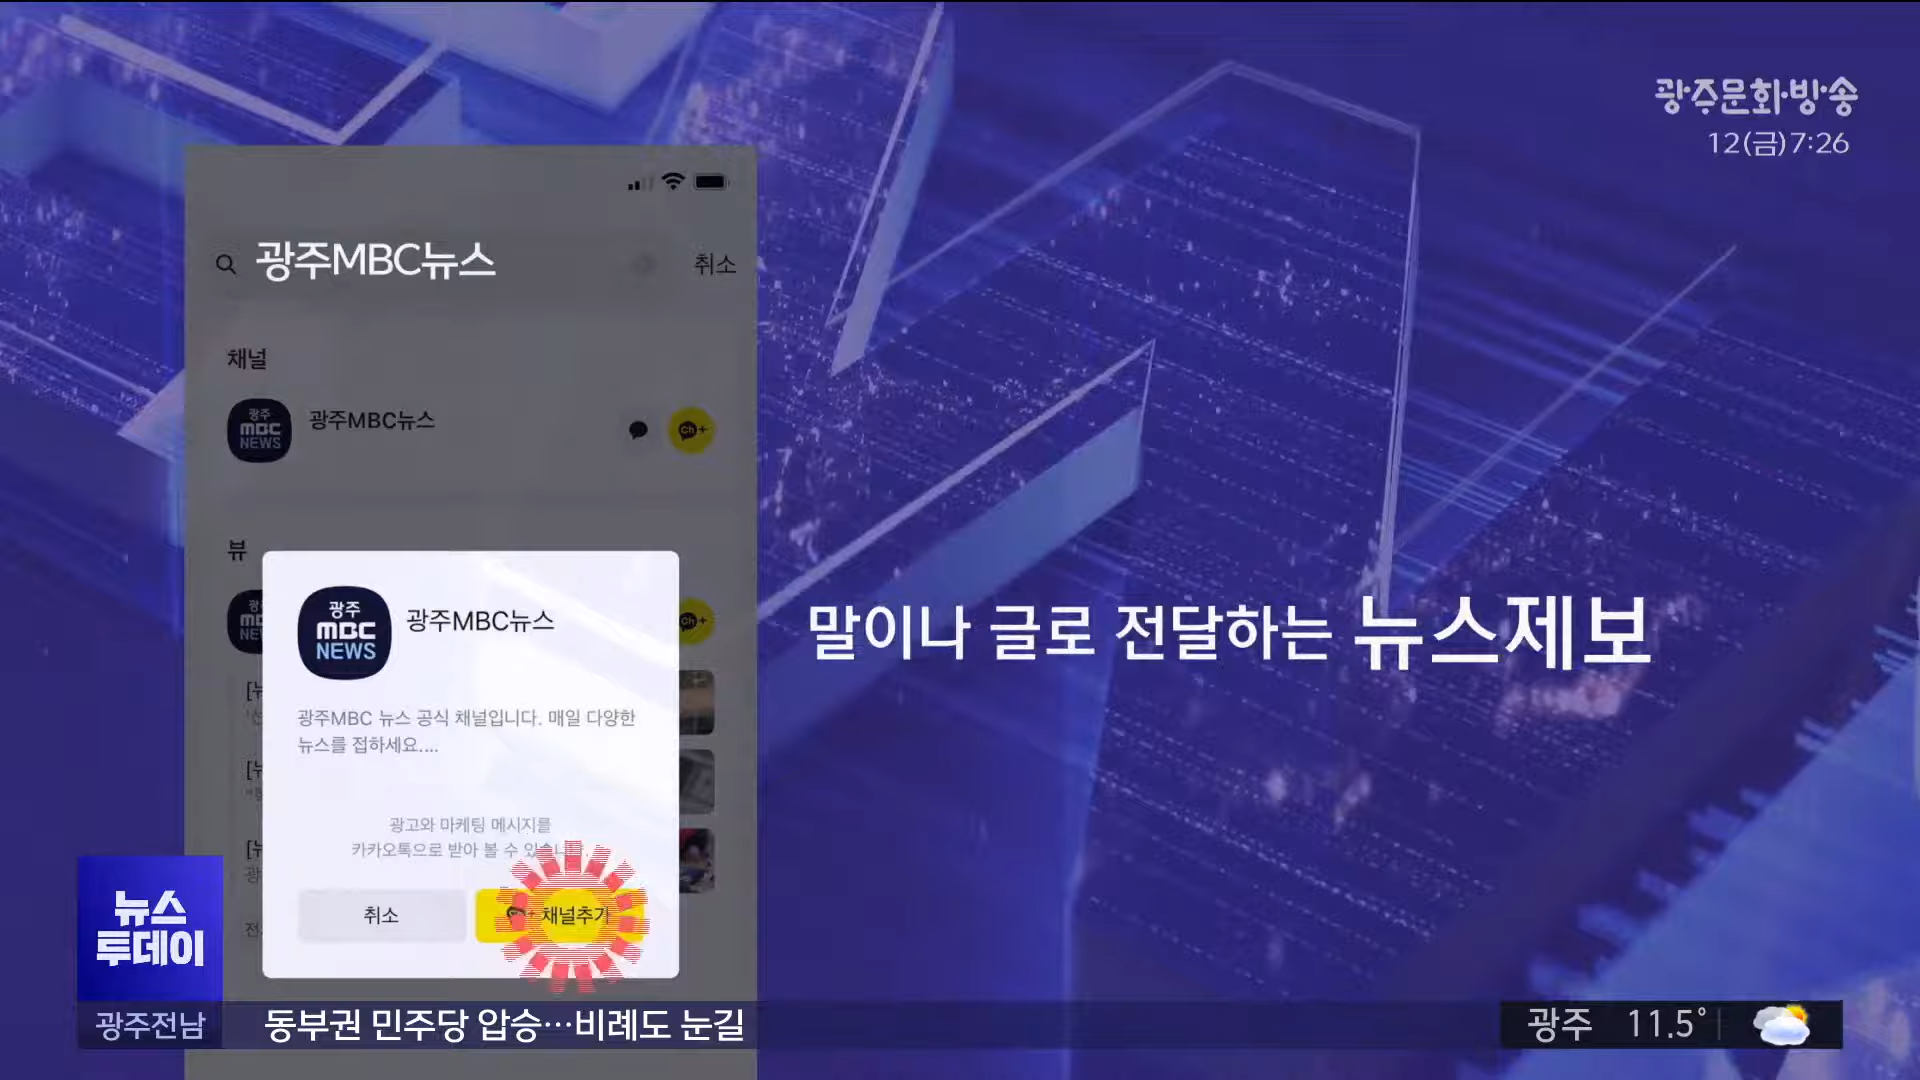 광주문화방송
12(금)7:26
광주MBC뉴스
취소
채널
광주
mbc
NEWS
광주MBC뉴스
Ch+
뷰
광주
mbc
NEWS
광주MBC뉴스
Ch+
말이나 글로 전달하는 뉴스제보
광주MBC 뉴스 공식 채널입니다. 매일 다양한
뉴스를 접하세요....
광고와 마케팅 메시지를
카카오톡으로 받아 볼 수 있습니다.
취소
채널추가
뉴스
투데이
광주전남
동부권 민주당 압승…비례도 눈길
광주 11.5°